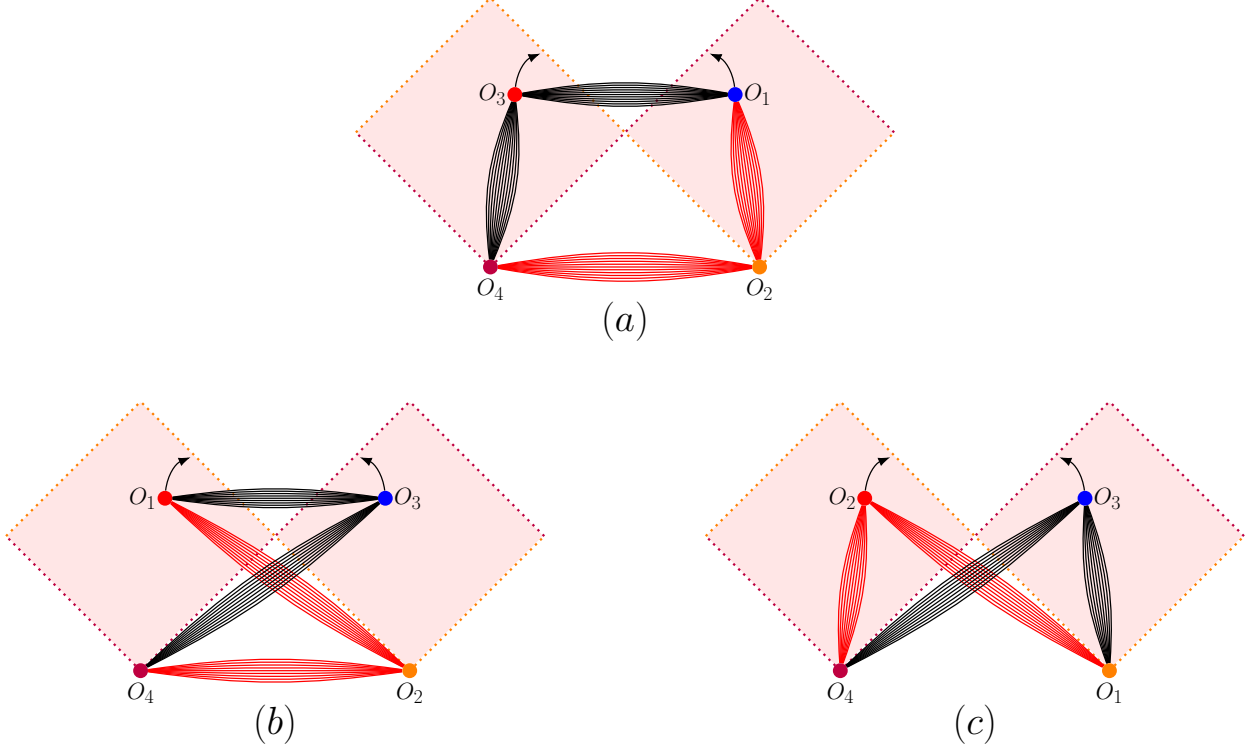 O₃ O₁
O₄ O₂
(a)
O₁ O₃ O₂ O₃
O₄ O₂ O₄ O₁
(b) (c)